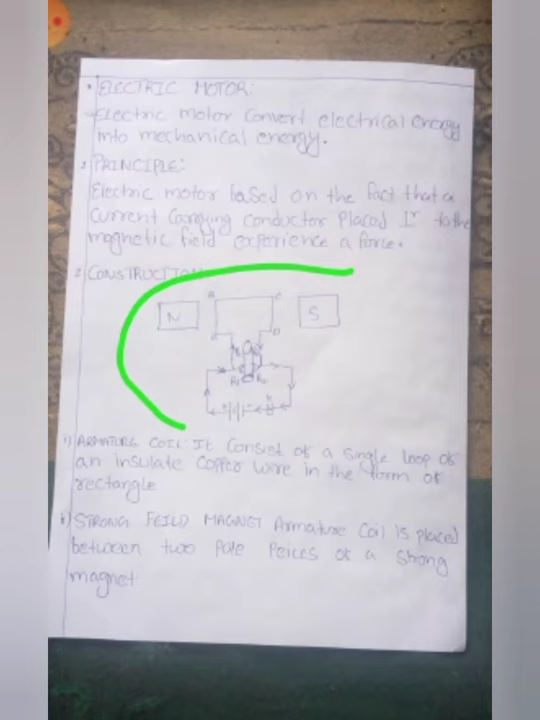 ELECTRIC MOTOR:
Electric motor convert electrical energy
into mechanical energy.
PRINCIPLE:
Electric motor based on the fact that a
current carrying conductor Placed ⊥r to the
magnetic field experience a force.
CONSTRUCTION
B C
N S
A D
R1 R2
i) ARMATURE COIL: It consist of a single loop of
an insulate copper wire in the form of
rectangle
STRONG FEILD MAGNET Armature coil is placed
between two Pole Peices of a strong
magnet